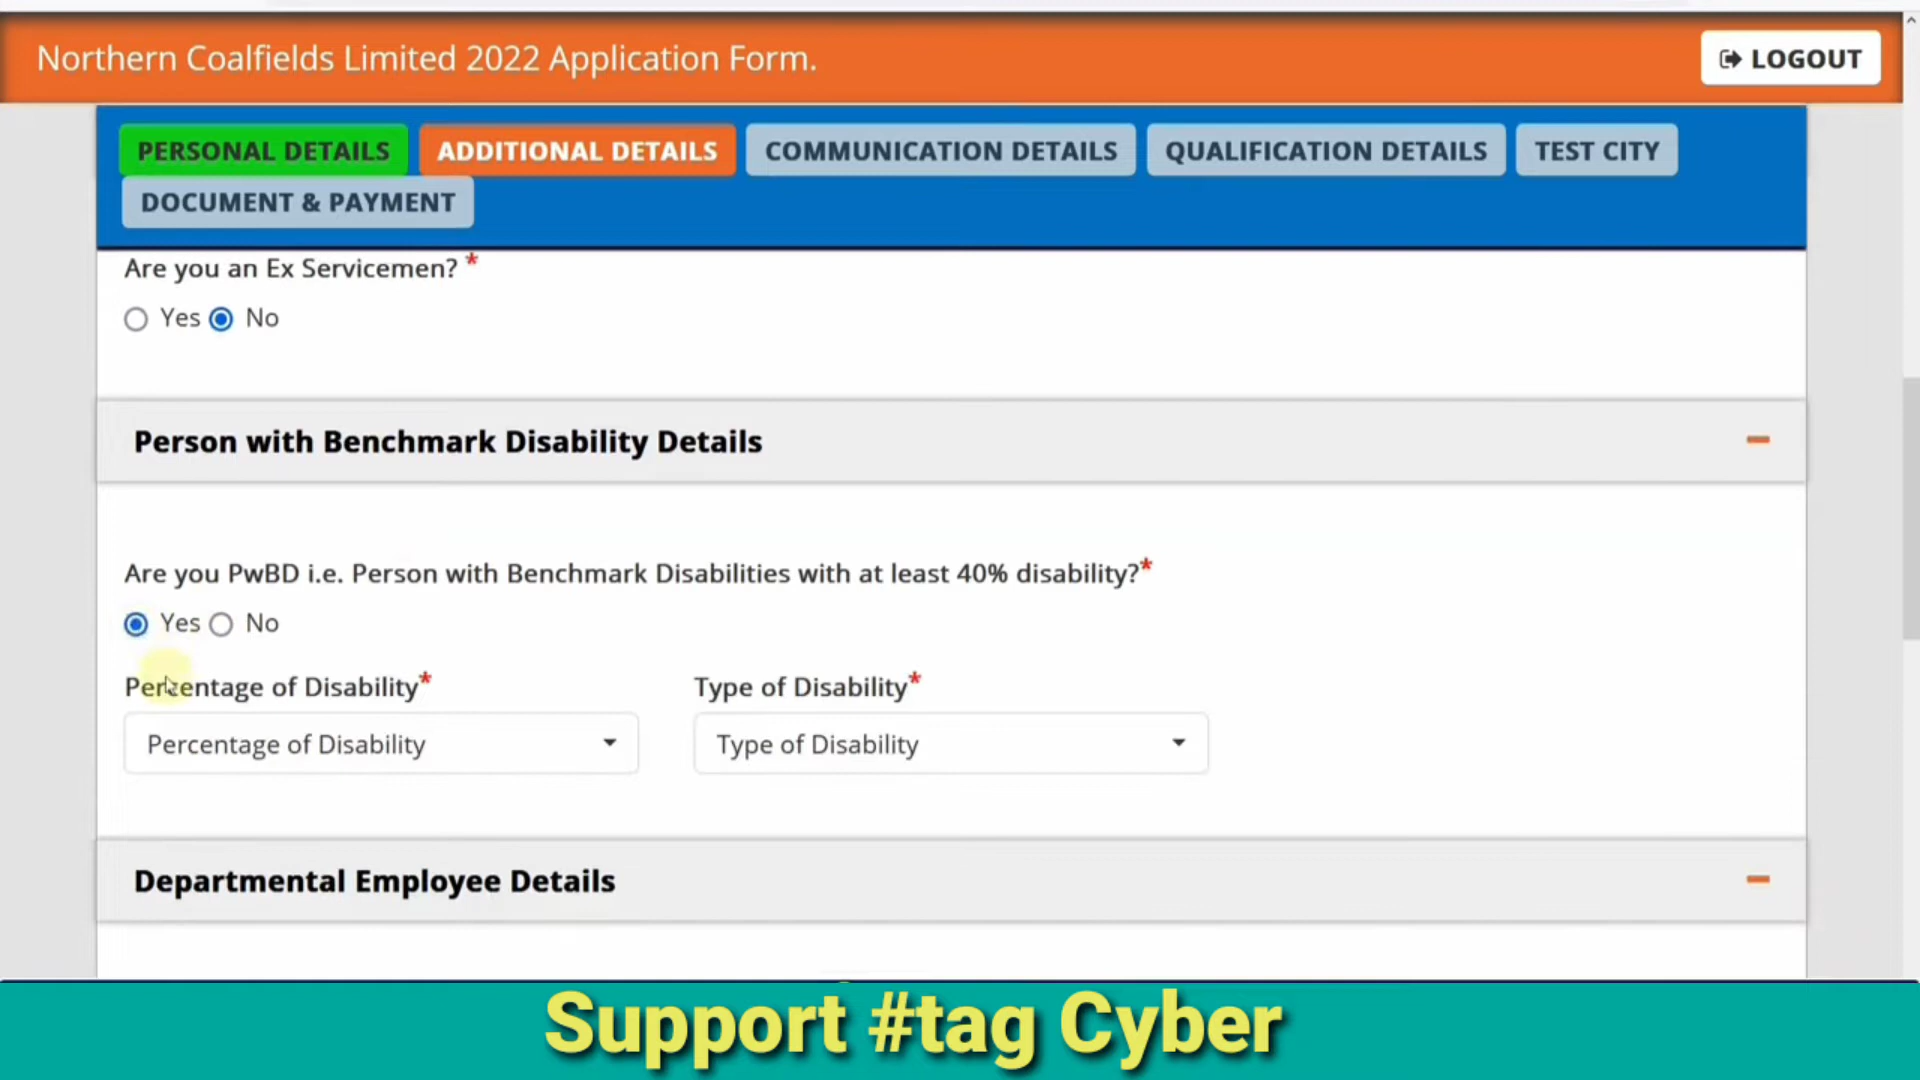 Northern Coalfields Limited 2022 Application Form.
LOGOUT
PERSONAL DETAILS ADDITIONAL DETAILS COMMUNICATION DETAILS QUALIFICATION DETAILS TEST CITY
DOCUMENT & PAYMENT
Are you an Ex Servicemen? *
Yes No
Person with Benchmark Disability Details
Are you PwBD i.e. Person with Benchmark Disabilities with at least 40% disability?*
Yes No
Percentage of Disability* Type of Disability*
Percentage of Disability Type of Disability
Departmental Employee Details
Support #tag Cyber